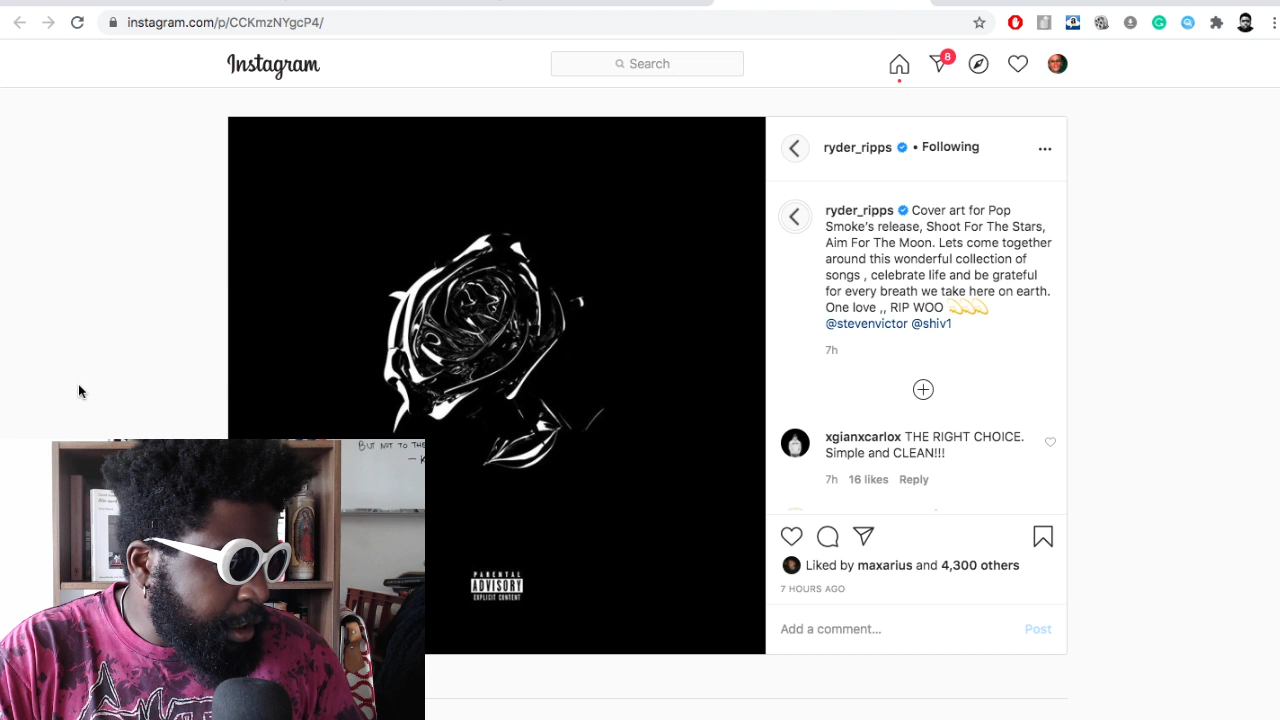 instagram.com/p/CCKmzNYgcP4/
Instagram
Search
8
ryder_ripps • Following
ryder_ripps Cover art for Pop
Smoke's release, Shoot For The Stars,
Aim For The Moon. Lets come together
around this wonderful collection of
songs , celebrate life and be grateful
for every breath we take here on earth.
One love ,, RIP WOO
@stevenvictor @shiv1
7h
xgianxcarlox THE RIGHT CHOICE.
Simple and CLEAN!!!
7h 16 likes Reply
Liked by maxarius and 4,300 others
7 HOURS AGO
Add a comment... Post
PARENTAL
ADVISORY
EXPLICIT CONTENT
BUT NOT TO THE